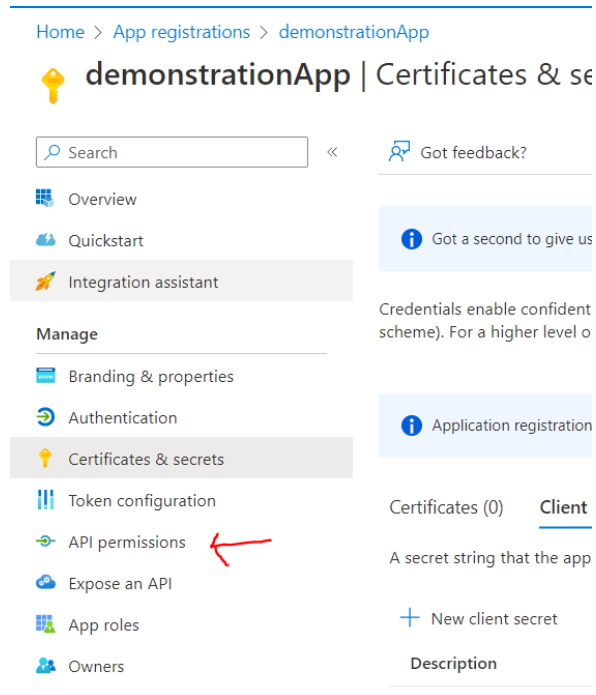 Home > App registrations > demonstrationApp
demonstrationApp | Certificates & se
Search
«
Got feedback?
Overview
Quickstart
Got a second to give us
Integration assistant
Credentials enable confident
scheme). For a higher level o
Manage
Branding & properties
Authentication
Application registration
Certificates & secrets
Token configuration
Certificates (0) Client
API permissions
A secret string that the app
Expose an API
App roles
New client secret
Owners
Description